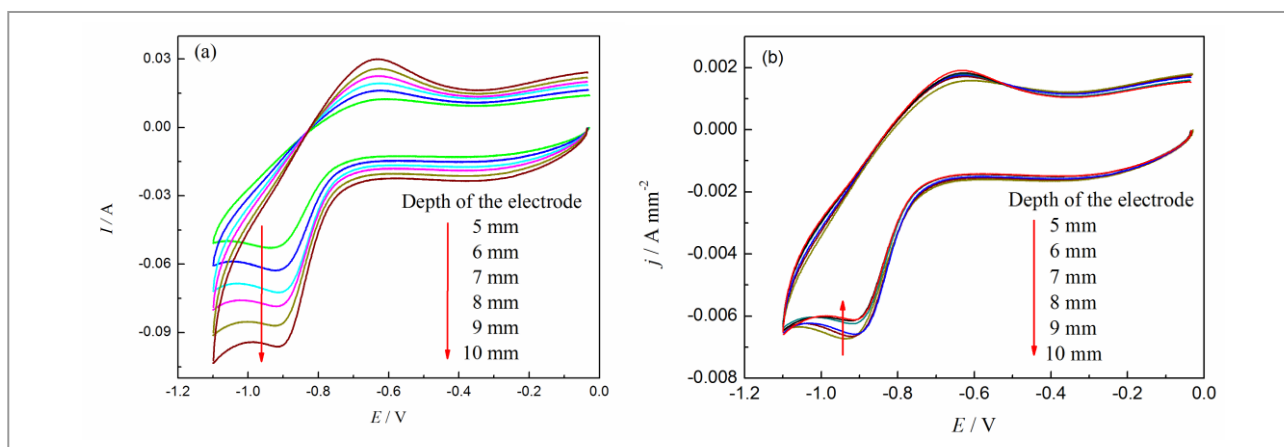 (a)
0.03
0.00
-0.03
-0.06
-0.09
I / A
Depth of the electrode
5 mm
6 mm
7 mm
8 mm
9 mm
10 mm
-1.2 -1.0 -0.8 -0.6 -0.4 -0.2 0.0
E / V
(b)
0.002
0.000
-0.002
-0.004
-0.006
-0.008
j / A mm⁻²
Depth of the electrode
5 mm
6 mm
7 mm
8 mm
9 mm
10 mm
-1.2 -1.0 -0.8 -0.6 -0.4 -0.2 0.0
E / V